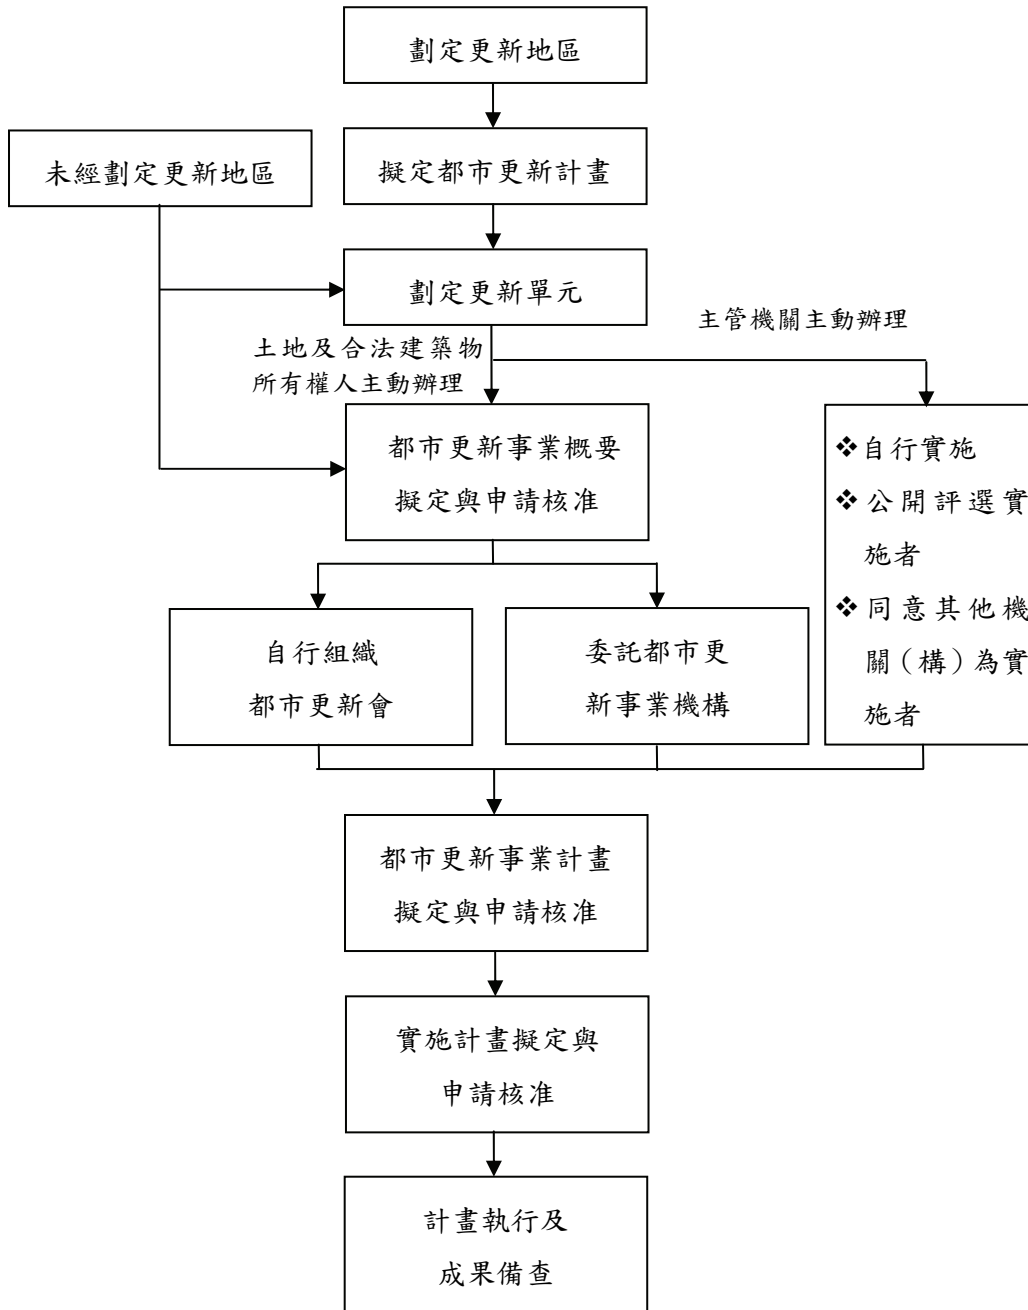 劃定更新地區
未經劃定更新地區
擬定都市更新計畫
劃定更新單元
主管機關主動辦理
土地及合法建築物
所有權人主動辦理
都市更新事業概要
擬定與申請核准
❖自行實施
❖公開評選實
施者
❖同意其他機
關(構)為實
施者
自行組織
都市更新會
委託都市更
新事業機構
都市更新事業計畫
擬定與申請核准
實施計畫擬定與
申請核准
計畫執行及
成果備查